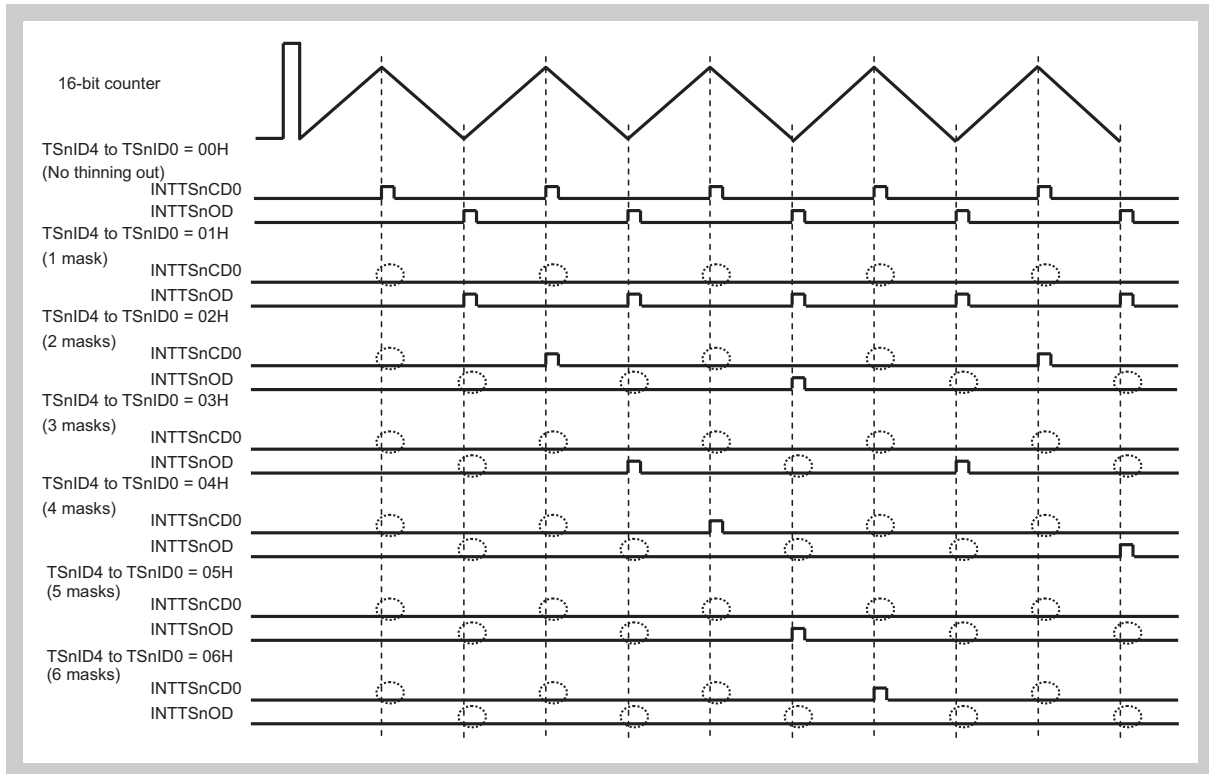 16-bit counter
TSnID4 to TSnID0 = 00H
(No thinning out)
INTTSnCD0
INTTSnOD
TSnID4 to TSnID0 = 01H
(1 mask)
INTTSnCD0
INTTSnOD
TSnID4 to TSnID0 = 02H
(2 masks)
INTTSnCD0
INTTSnOD
TSnID4 to TSnID0 = 03H
(3 masks)
INTTSnCD0
INTTSnOD
TSnID4 to TSnID0 = 04H
(4 masks)
INTTSnCD0
INTTSnOD
TSnID4 to TSnID0 = 05H
(5 masks)
INTTSnCD0
INTTSnOD
TSnID4 to TSnID0 = 06H
(6 masks)
INTTSnCD0
INTTSnOD